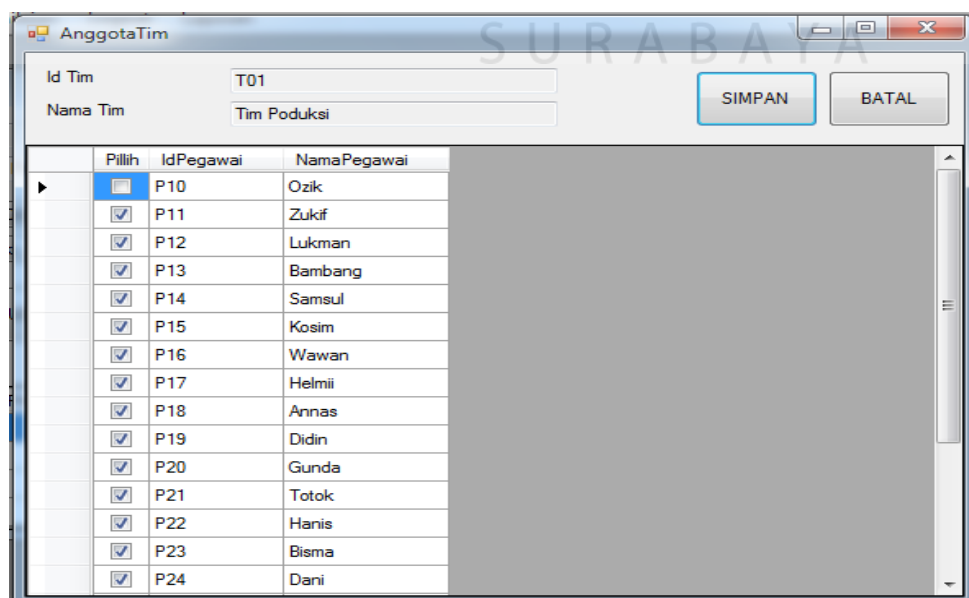 AnggotaTim
SURABAYA
Id Tim T01
Nama Tim Tim Poduksi
SIMPAN BATAL
Pillih IdPegawai NamaPegawai
P10 Ozik
P11 Zukif
P12 Lukman
P13 Bambang
P14 Samsul
P15 Kosim
P16 Wawan
P17 Helmii
P18 Annas
P19 Didin
P20 Gunda
P21 Totok
P22 Hanis
P23 Bisma
P24 Dani